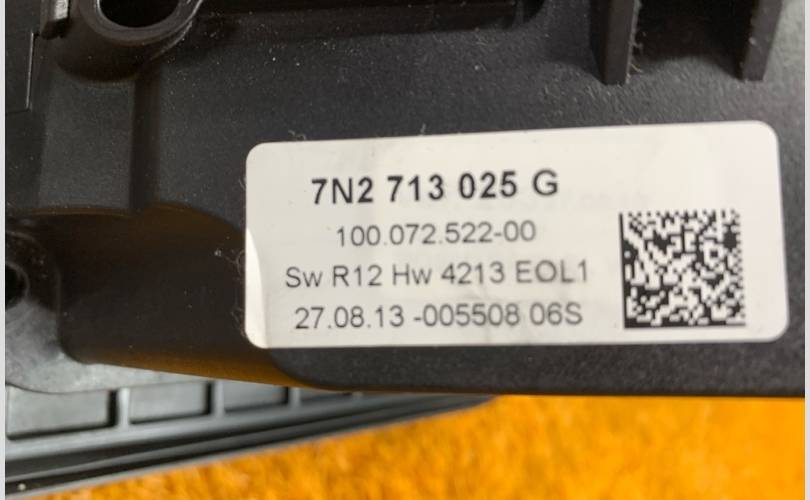 7N2 713 025 G
100.072.522-00
Sw R12 Hw 4213 EOL1
27.08.13 -005508 06S